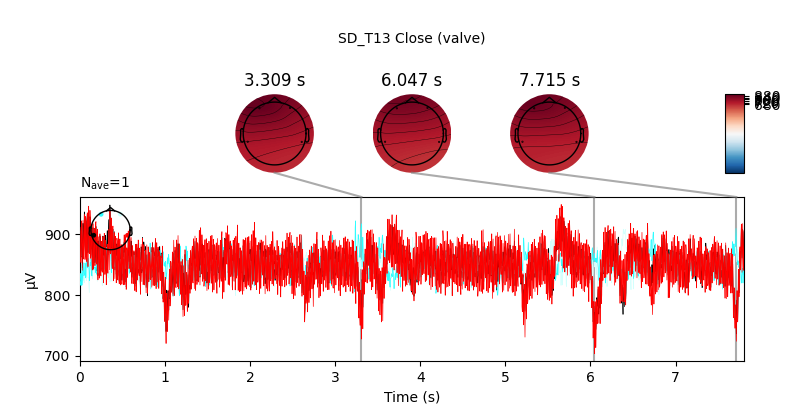 SD_T13 Close (valve)
3.309 s 6.047 s 7.715 s
Nave=1
900
800
700
µV
0 1 2 3 4 5 6 7
Time (s)